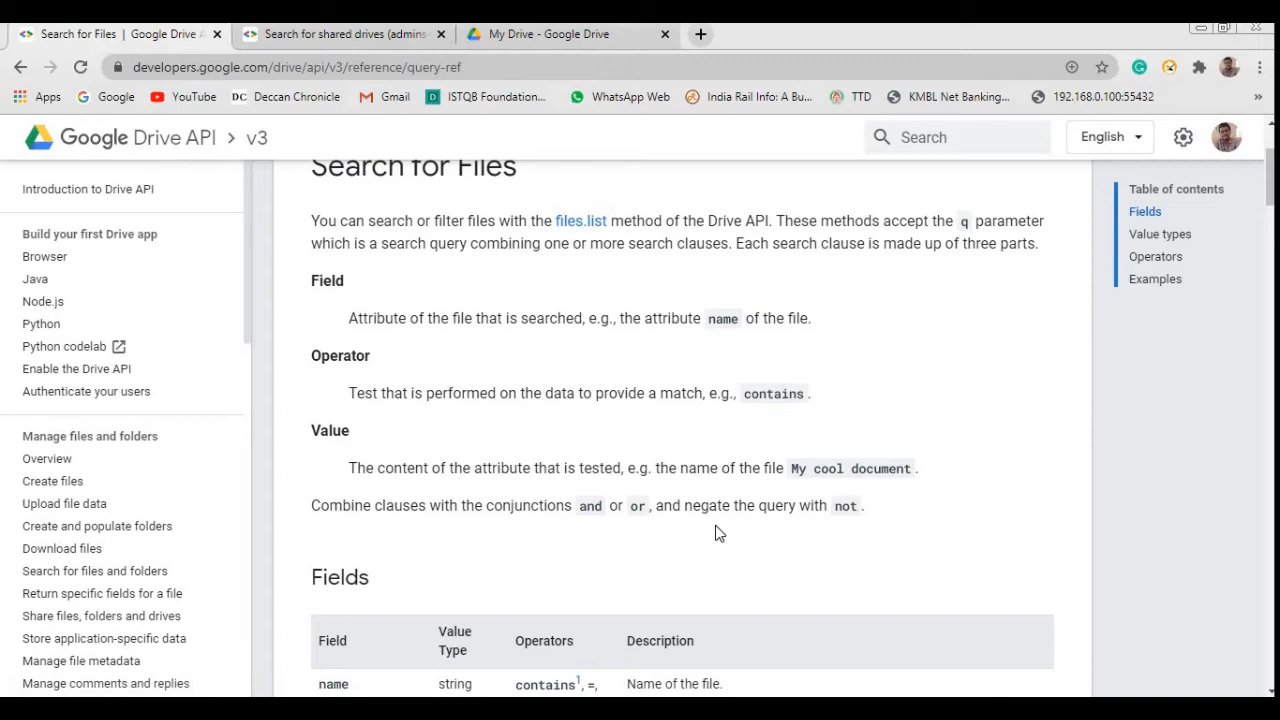 Search for Files | Google Drive A
Search for shared drives (admins
My Drive - Google Drive
developers.google.com/drive/api/v3/reference/query-ref
Apps
Google
YouTube
DC Deccan Chronicle
Gmail
ISTQB Foundation...
WhatsApp Web
India Rail Info: A Bu...
TTD
KMBL Net Banking...
192.168.0.100:55432
»
Google Drive API > v3
Search
English
Introduction to Drive API
Build your first Drive app
Browser
Java
Node.js
Python
Python codelab
Enable the Drive API
Authenticate your users
Manage files and folders
Overview
Create files
Upload file data
Create and populate folders
Download files
Search for files and folders
Return specific fields for a file
Share files, folders and drives
Store application-specific data
Manage file metadata
Manage comments and replies
Search for Files
You can search or filter files with the files.list method of the Drive API. These methods accept the q parameter
which is a search query combining one or more search clauses. Each search clause is made up of three parts.
Field
Attribute of the file that is searched, e.g., the attribute name of the file.
Operator
Test that is performed on the data to provide a match, e.g., contains.
Value
The content of the attribute that is tested, e.g. the name of the file My cool document.
Combine clauses with the conjunctions and or or, and negate the query with not.
Fields
Field
Value
Type
Operators
Description
name
string
contains1, =,
Name of the file.
Table of contents
Fields
Value types
Operators
Examples